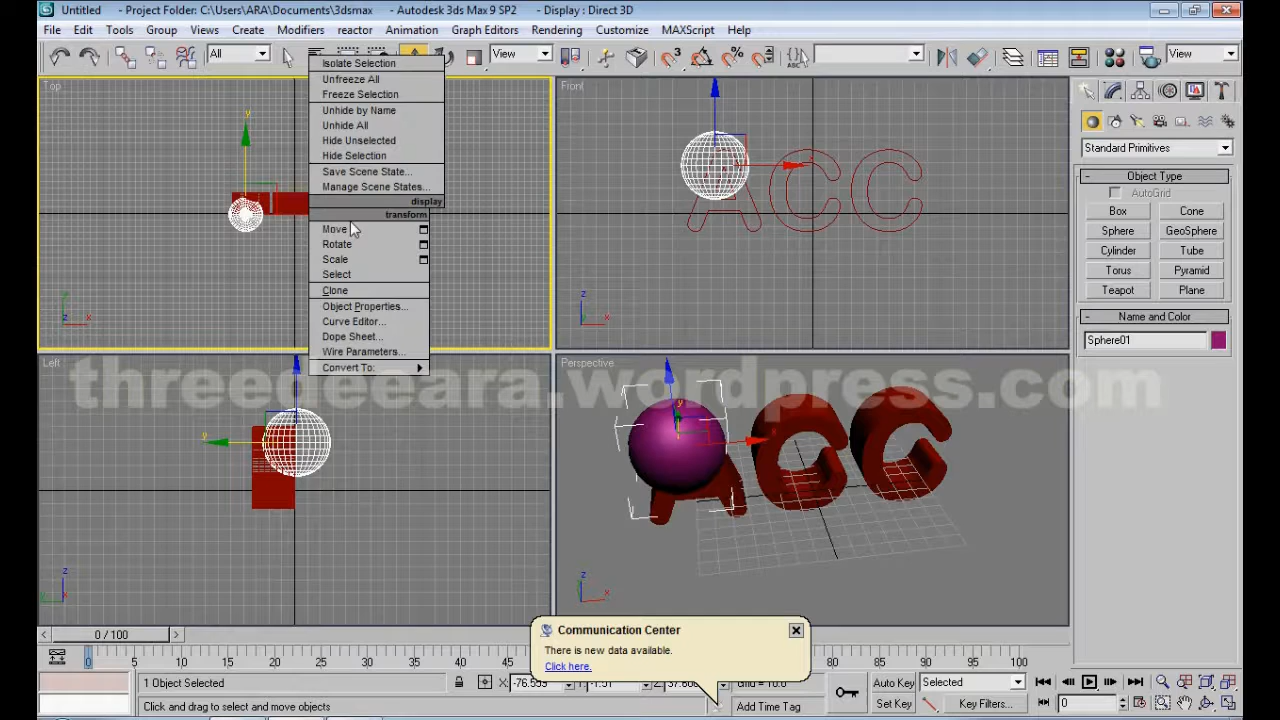 Untitled - Project Folder: C:\Users\ARA\Documents\3dsmax - Autodesk 3ds Max 9 SP2 - Display : Direct 3D
File Edit Tools Group Views Create Modifiers reactor Animation Graph Editors Rendering Customize MAXScript Help
All View View
Top
Front
Left
Perspective
Isolate Selection
Unfreeze All
Freeze Selection
Unhide by Name
Unhide All
Hide Unselected
Hide Selection
Save Scene State...
Manage Scene States...
display
transform
Move
Rotate
Scale
Select
Clone
Object Properties...
Curve Editor...
Dope Sheet...
Wire Parameters...
Convert To:
ACC
ACC
threedeeara.wordpress.com
Standard Primitives
Object Type
AutoGrid
Box Cone
Sphere GeoSphere
Cylinder Tube
Torus Pyramid
Teapot Plane
Name and Color
Sphere01
Communication Center
There is new data available.
Click here.
0 / 100
0 5 10 15 20 25 30 35 40 45 80 85 90 95 100
1 Object Selected
X: -76.559
Grid = 10.0
Auto Key Selected
Click and drag to select and move objects
Add Time Tag
Set Key Key Filters... 0